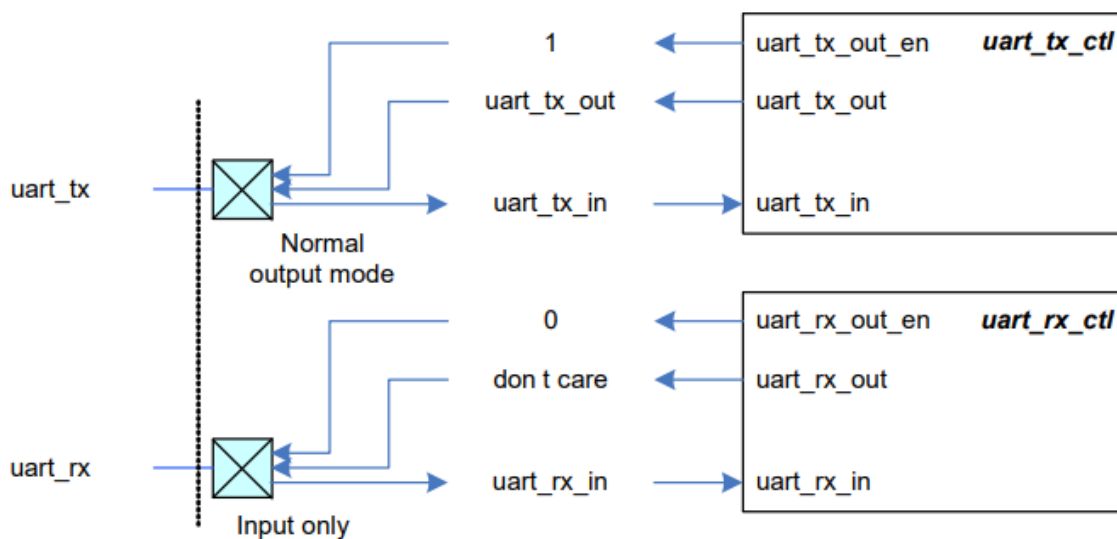 1
uart_tx_out_en
uart_tx_ctl
uart_tx_out
uart_tx_out
uart_tx
uart_tx_in
uart_tx_in
Normal
output mode
0
uart_rx_out_en
uart_rx_ctl
don t care
uart_rx_out
uart_rx
uart_rx_in
uart_rx_in
Input only